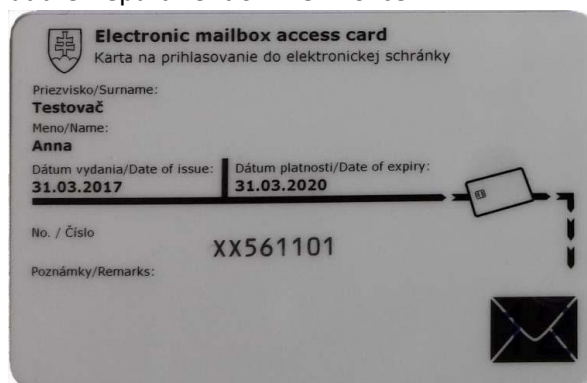 Electronic mailbox access card
Karta na prihlasovanie do elektronickej schránky
Priezvisko/Surname:
Testovač
Meno/Name:
Anna
Dátum vydania/Date of issue: Dátum platnosti/Date of expiry:
31.03.2017 31.03.2020
No. / Číslo
XX561101
Poznámky/Remarks: